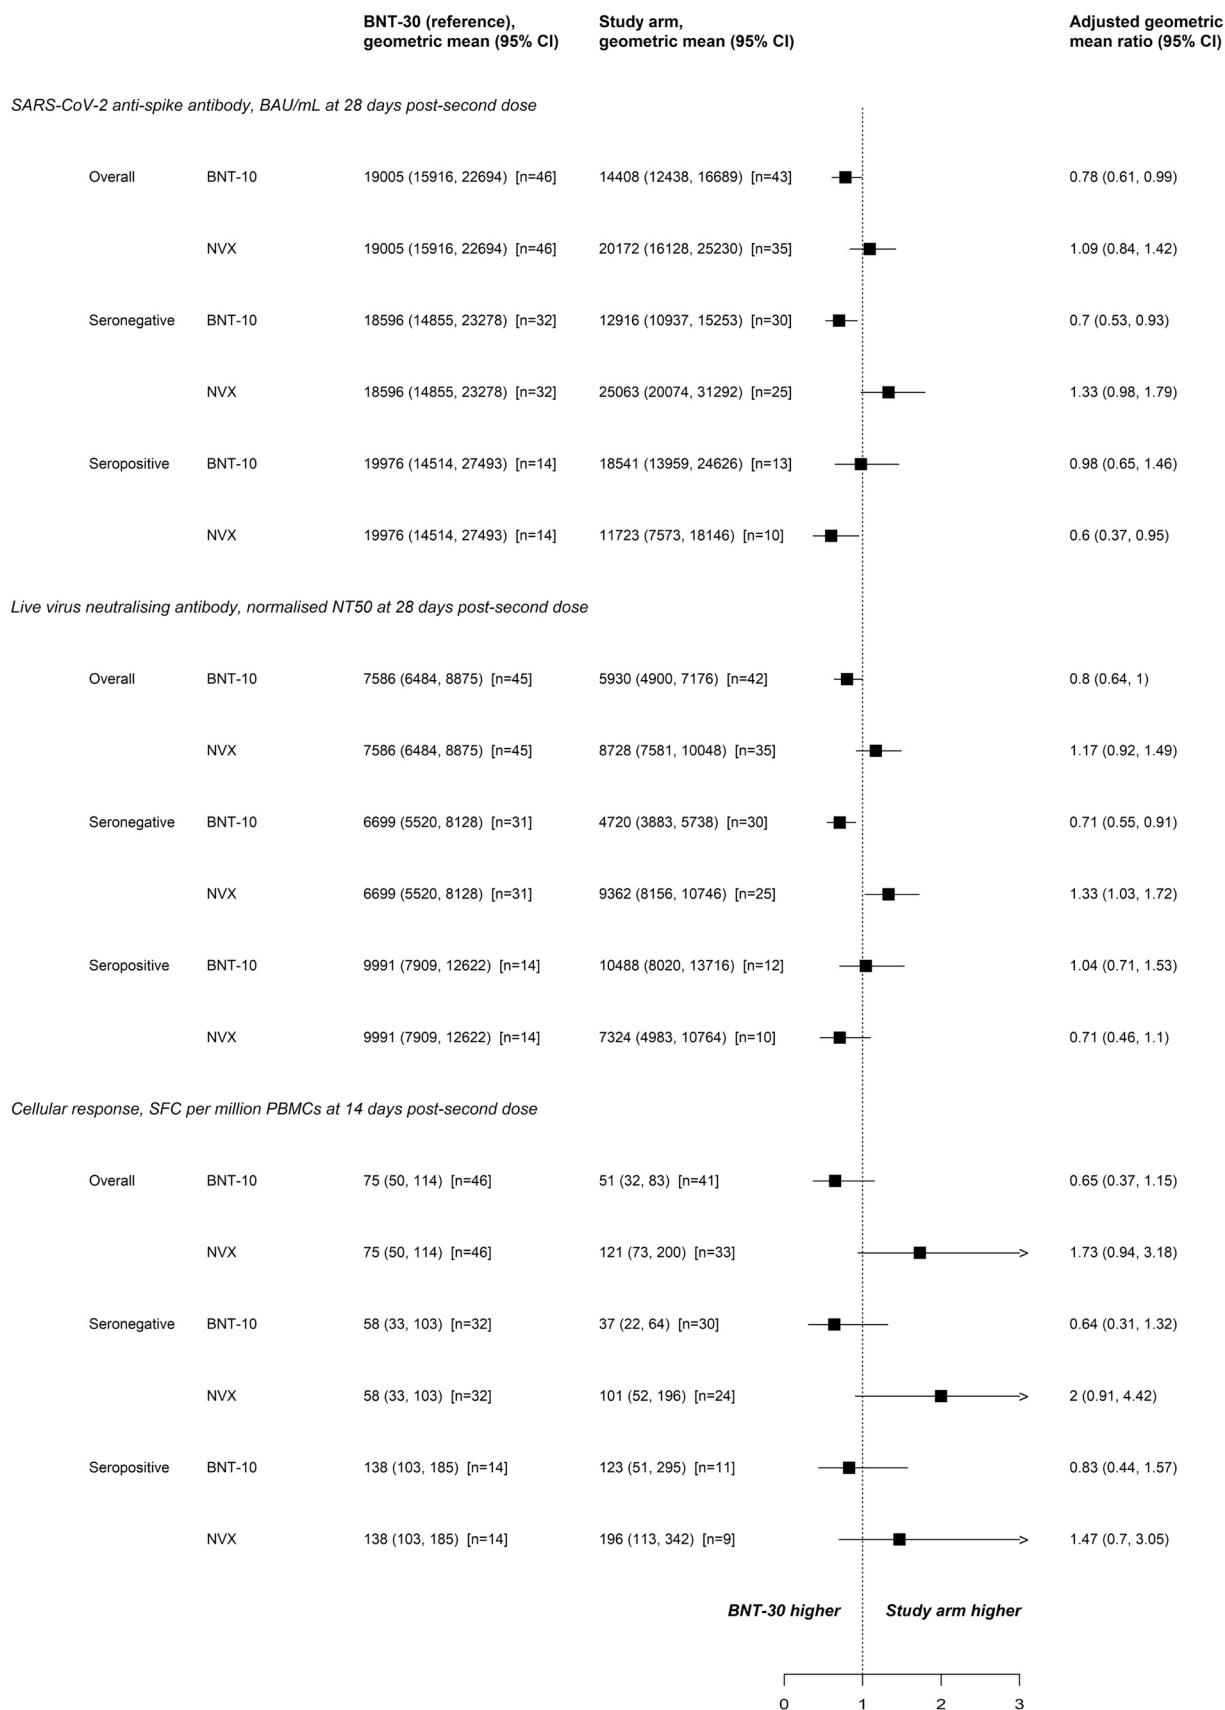 BNT-30 (reference), Study arm, Adjusted geometric
geometric mean (95% CI) geometric mean (95% CI) mean ratio (95% CI)
SARS-CoV-2 anti-spike antibody, BAU/mL at 28 days post-second dose
Overall BNT-10 19005 (15916, 22694) [n=46] 14408 (12438, 16689) [n=43] 0.78 (0.61, 0.99)
NVX 19005 (15916, 22694) [n=46] 20172 (16128, 25230) [n=35] 1.09 (0.84, 1.42)
Seronegative BNT-10 18596 (14855, 23278) [n=32] 12916 (10937, 15253) [n=30] 0.7 (0.53, 0.93)
NVX 18596 (14855, 23278) [n=32] 25063 (20074, 31292) [n=25] 1.33 (0.98, 1.79)
Seropositive BNT-10 19976 (14514, 27493) [n=14] 18541 (13959, 24626) [n=13] 0.98 (0.65, 1.46)
NVX 19976 (14514, 27493) [n=14] 11723 (7573, 18146) [n=10] 0.6 (0.37, 0.95)
Live virus neutralising antibody, normalised NT50 at 28 days post-second dose
Overall BNT-10 7586 (6484, 8875) [n=45] 5930 (4900, 7176) [n=42] 0.8 (0.64, 1)
NVX 7586 (6484, 8875) [n=45] 8728 (7581, 10048) [n=35] 1.17 (0.92, 1.49)
Seronegative BNT-10 6699 (5520, 8128) [n=31] 4720 (3883, 5738) [n=30] 0.71 (0.55, 0.91)
NVX 6699 (5520, 8128) [n=31] 9362 (8156, 10746) [n=25] 1.33 (1.03, 1.72)
Seropositive BNT-10 9991 (7909, 12622) [n=14] 10488 (8020, 13716) [n=12] 1.04 (0.71, 1.53)
NVX 9991 (7909, 12622) [n=14] 7324 (4983, 10764) [n=10] 0.71 (0.46, 1.1)
Cellular response, SFC per million PBMCs at 14 days post-second dose
Overall BNT-10 75 (50, 114) [n=46] 51 (32, 83) [n=41] 0.65 (0.37, 1.15)
NVX 75 (50, 114) [n=46] 121 (73, 200) [n=33] 1.73 (0.94, 3.18)
Seronegative BNT-10 58 (33, 103) [n=32] 37 (22, 64) [n=30] 0.64 (0.31, 1.32)
NVX 58 (33, 103) [n=32] 101 (52, 196) [n=24] 2 (0.91, 4.42)
Seropositive BNT-10 138 (103, 185) [n=14] 123 (51, 295) [n=11] 0.83 (0.44, 1.57)
NVX 138 (103, 185) [n=14] 196 (113, 342) [n=9] 1.47 (0.7, 3.05)
BNT-30 higher Study arm higher
0 1 2 3